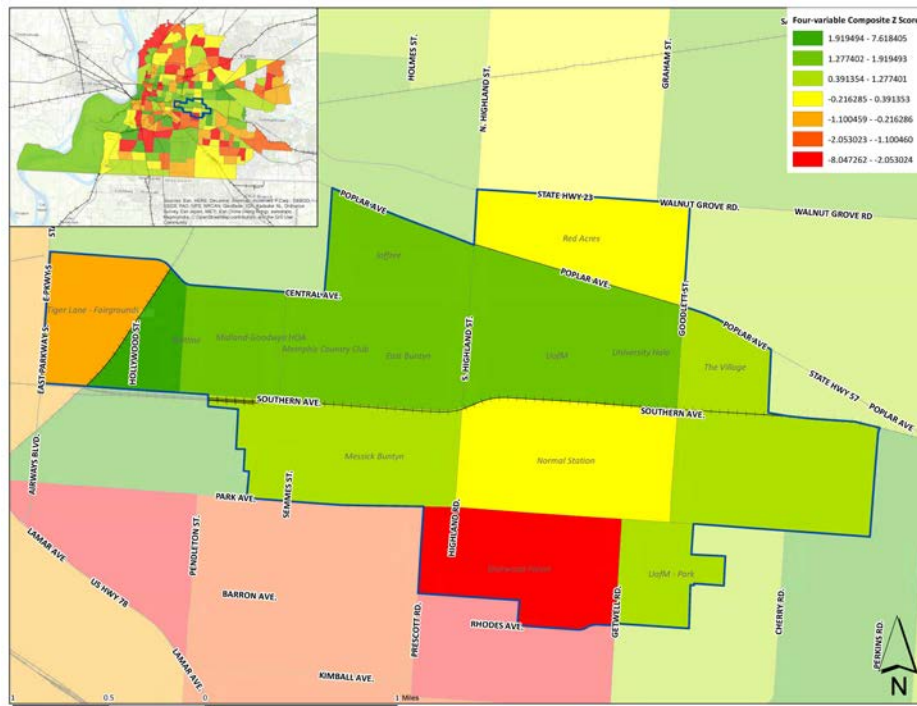 Four-variable Composite Z Score
1.919494 - 7.618405
1.277402 - 1.919493
0.391354 - 1.277401
-0.216285 - 0.391353
-1.100459 - -0.216286
-2.053023 - -1.100460
-8.047262 - -2.053024
HOLMES ST.
N. HIGHLAND ST.
GRAHAM ST.
STATE HWY 23
WALNUT GROVE RD.
WALNUT GROVE RD
POPLAR AVE
Red Acres
Joffree
POPLAR AVE.
E PKWY S
CENTRAL AVE.
GOODLETT ST.
Tiger Lane - Fairgrounds
HOLLYWOOD ST.
Midland Goodwyn HOA
Memphis Country Club
East Buntyn
S. HIGHLAND ST.
UofM
University Halo
The Village
POPLAR AVE
STATE HWY 57
POPLAR AVE
EAST PARKWAY S
SOUTHERN AVE.
SOUTHERN AVE.
Messick Buntyn
Normal Station
AIRWAYS BLVD.
PARK AVE.
SEMMES ST.
HIGHLAND RD.
PENDLETON ST.
Sherwood Forest
UofM - Park
LAMAR AVE
US HWY 78
BARRON AVE.
PRESCOTT RD.
RHODES AVE.
GETWELL RD.
CHERRY RD.
PERKINS RD.
LAMAR AVE.
KIMBALL AVE.
1 0.5 0 1 Miles
N